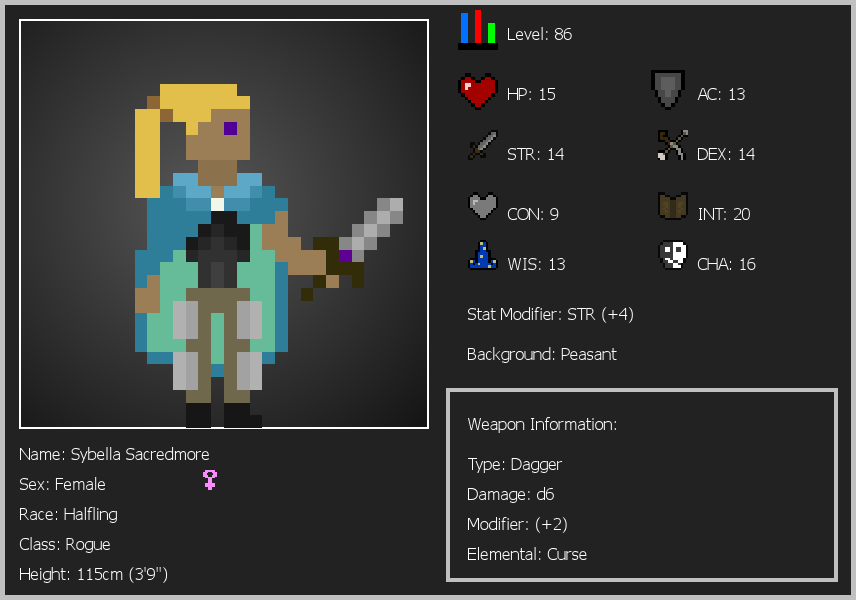 Level: 86
HP: 15
AC: 13
STR: 14
DEX: 14
CON: 9
INT: 20
WIS: 13
CHA: 16
Stat Modifier: STR (+4)
Background: Peasant
Weapon Information:
Type: Dagger
Damage: d6
Modifier: (+2)
Elemental: Curse
Name: Sybella Sacredmore
Sex: Female
Race: Halfling
Class: Rogue
Height: 115cm (3'9")